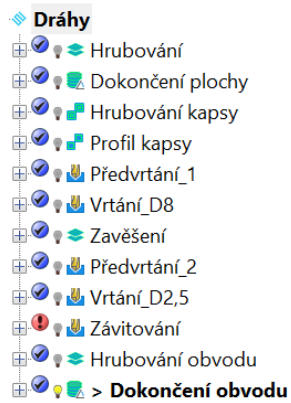 Dráhy
Hrubování
Dokončení plochy
Hrubování kapsy
Profil kapsy
Předvrtání_1
Vrtání_D8
Zavěšení
Předvrtání_2
Vrtání_D2,5
Závitování
Hrubování obvodu
> Dokončení obvodu